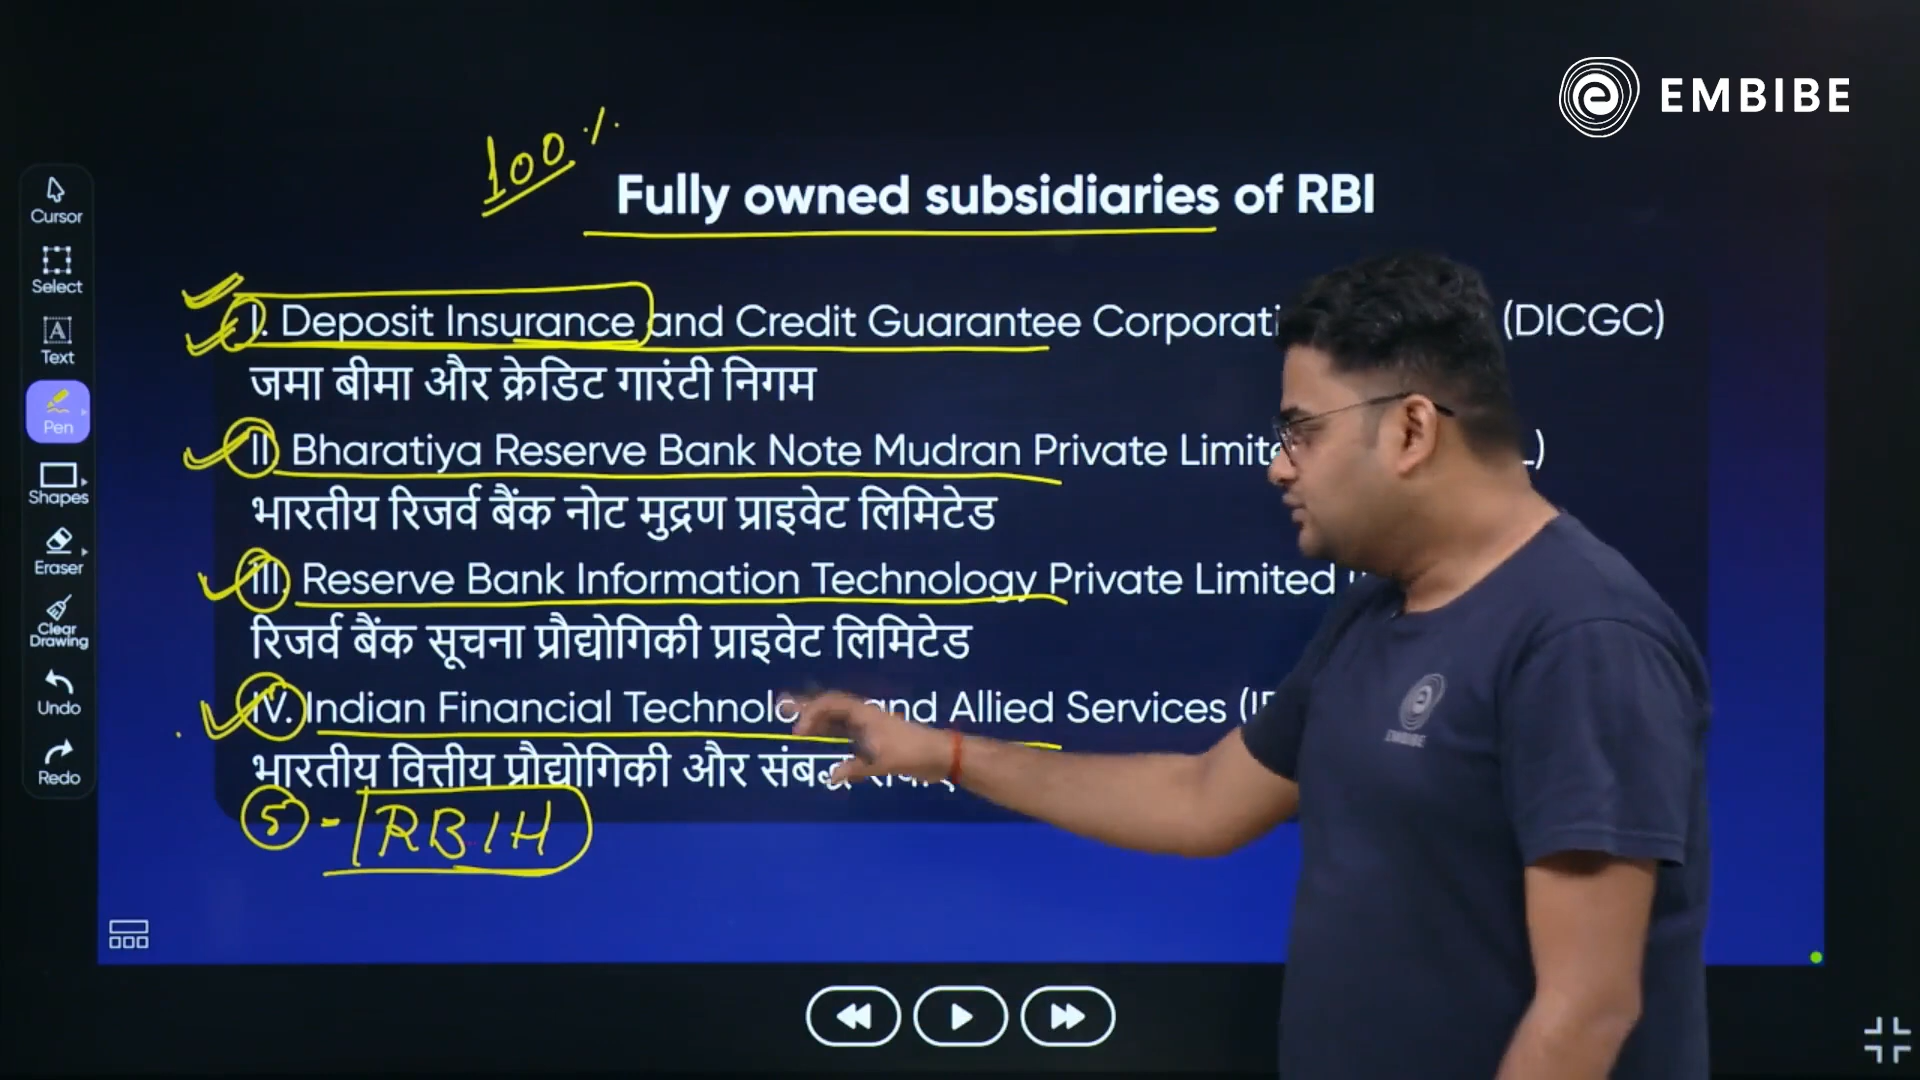 EMBIBE
100%
Fully owned subsidiaries of RBI
I. Deposit Insurance and Credit Guarantee (DICGC)
जमा बीमा और क्रेडिट गारंटी निगम
II. Bharatiya Reserve Bank Note Mudran Private
भारतीय रिजर्व बैंक नोट मुद्रण प्राइवेट लिमिटेड
III. Reserve Bank Information Technology Private Limited
रिजर्व बैंक सूचना प्रौद्योगिकी प्राइवेट लिमिटेड
IV. Indian Financial and Allied Services
भारतीय वित्तीय प्रौद्योगिकी और
5 - RBIH
Cursor
Select
Text
Pen
Shapes
Eraser
Clear
Drawing
Undo
Redo
EMBIBE